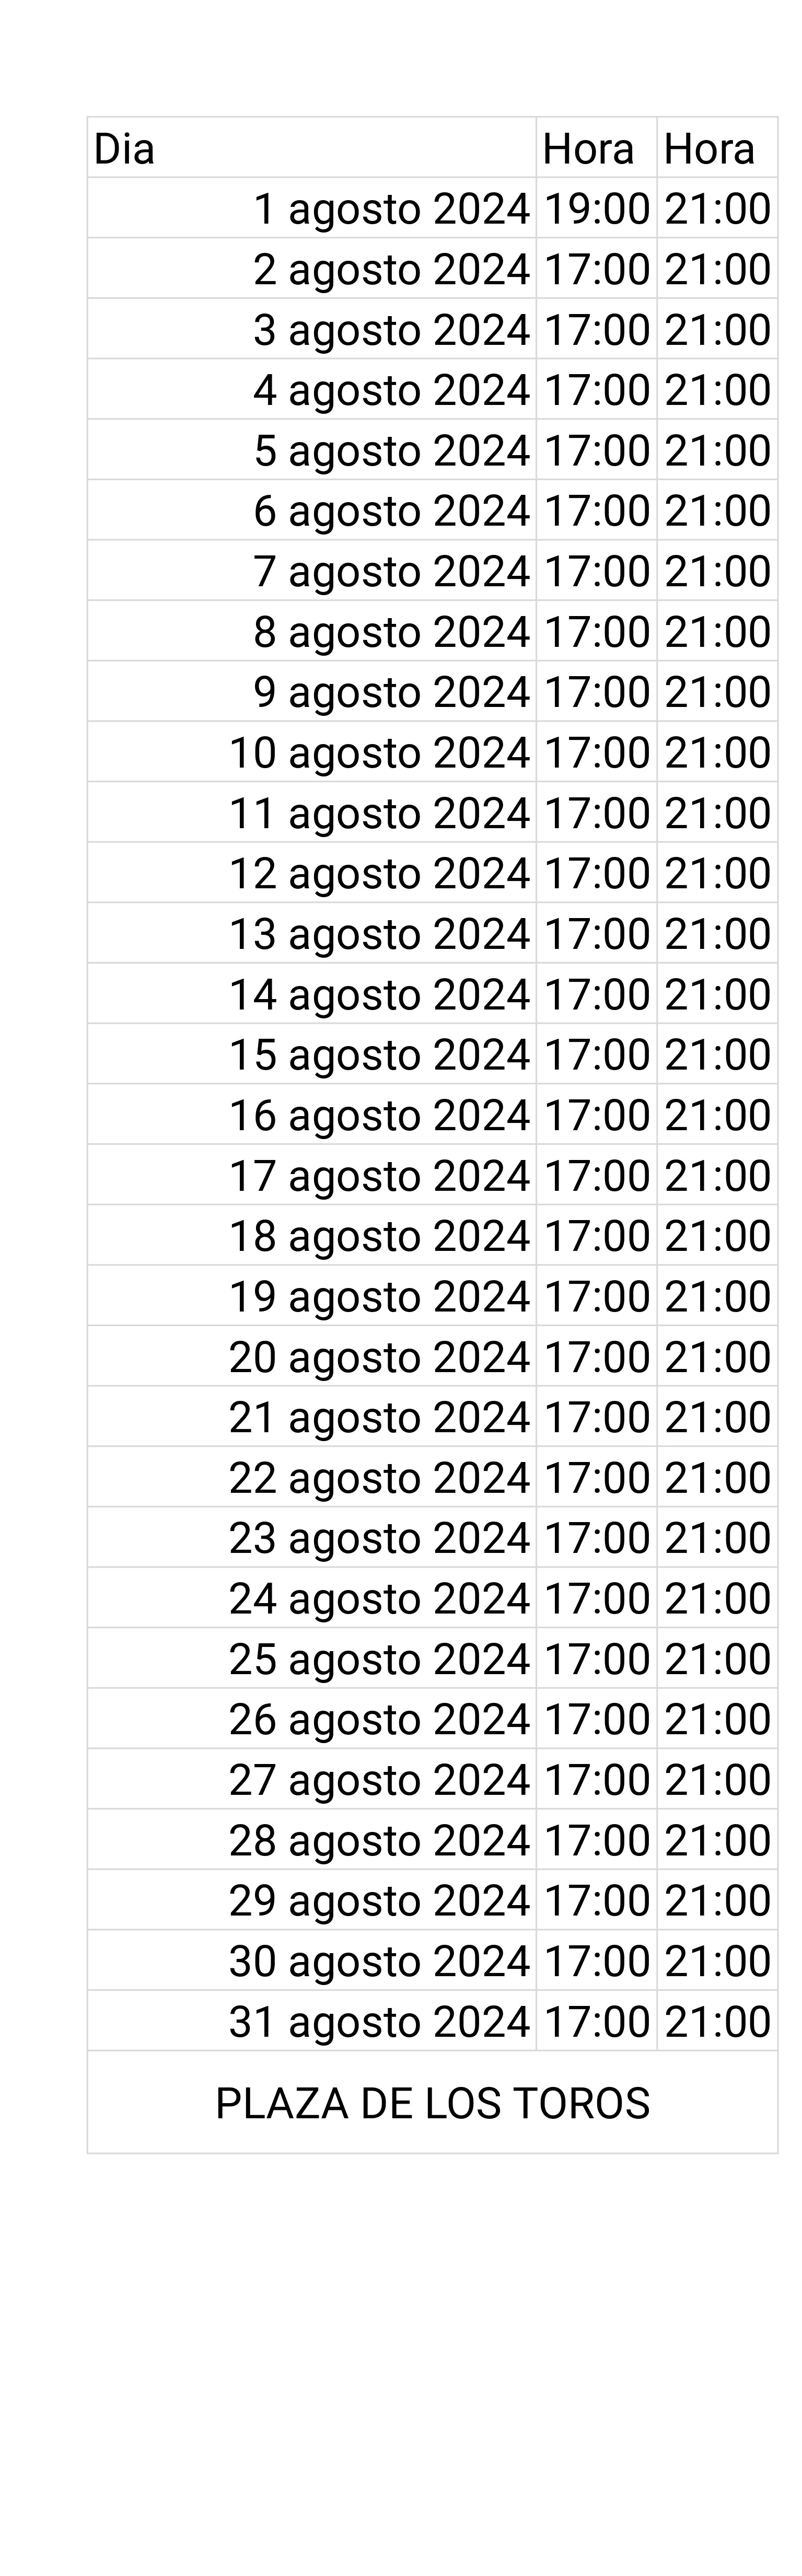 Dia Hora Hora
1 agosto 2024 19:00 21:00
2 agosto 2024 17:00 21:00
3 agosto 2024 17:00 21:00
4 agosto 2024 17:00 21:00
5 agosto 2024 17:00 21:00
6 agosto 2024 17:00 21:00
7 agosto 2024 17:00 21:00
8 agosto 2024 17:00 21:00
9 agosto 2024 17:00 21:00
10 agosto 2024 17:00 21:00
11 agosto 2024 17:00 21:00
12 agosto 2024 17:00 21:00
13 agosto 2024 17:00 21:00
14 agosto 2024 17:00 21:00
15 agosto 2024 17:00 21:00
16 agosto 2024 17:00 21:00
17 agosto 2024 17:00 21:00
18 agosto 2024 17:00 21:00
19 agosto 2024 17:00 21:00
20 agosto 2024 17:00 21:00
21 agosto 2024 17:00 21:00
22 agosto 2024 17:00 21:00
23 agosto 2024 17:00 21:00
24 agosto 2024 17:00 21:00
25 agosto 2024 17:00 21:00
26 agosto 2024 17:00 21:00
27 agosto 2024 17:00 21:00
28 agosto 2024 17:00 21:00
29 agosto 2024 17:00 21:00
30 agosto 2024 17:00 21:00
31 agosto 2024 17:00 21:00
PLAZA DE LOS TOROS